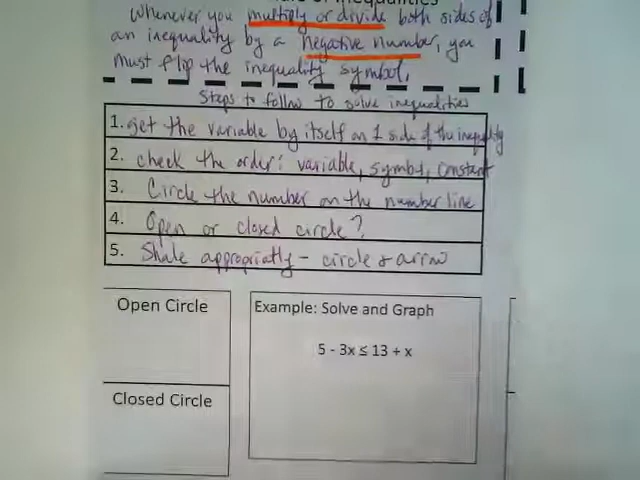 Whenever you multiply or divide both sides of
an inequality by a negative number, you
must flip the inequality symbol.
Steps to follow to solve inequalities
1. get the variable by itself on 1 side of the inequality
2. check the order: variable, symbol, constant
3. Circle the number on the number line
4. Open or closed circle?
5. Shade appropriatly - circle & arrow
Open Circle
Closed Circle
Example: Solve and Graph
5 - 3x ≤ 13 + x